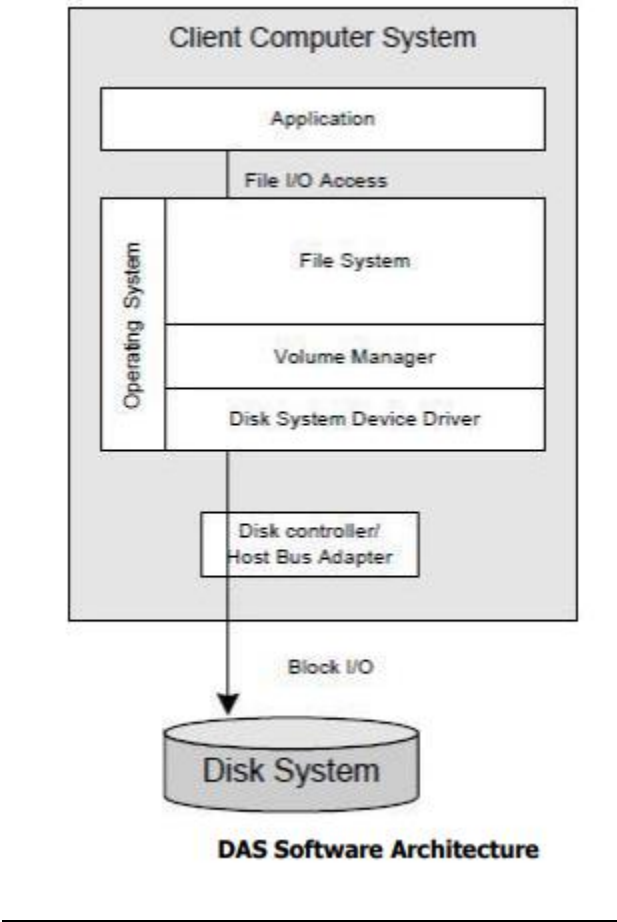 Client Computer System
Application
File I/O Access
Operating System
File System
Volume Manager
Disk System Device Driver
Disk controller/
Host Bus Adapter
Block I/O
Disk System
DAS Software Architecture